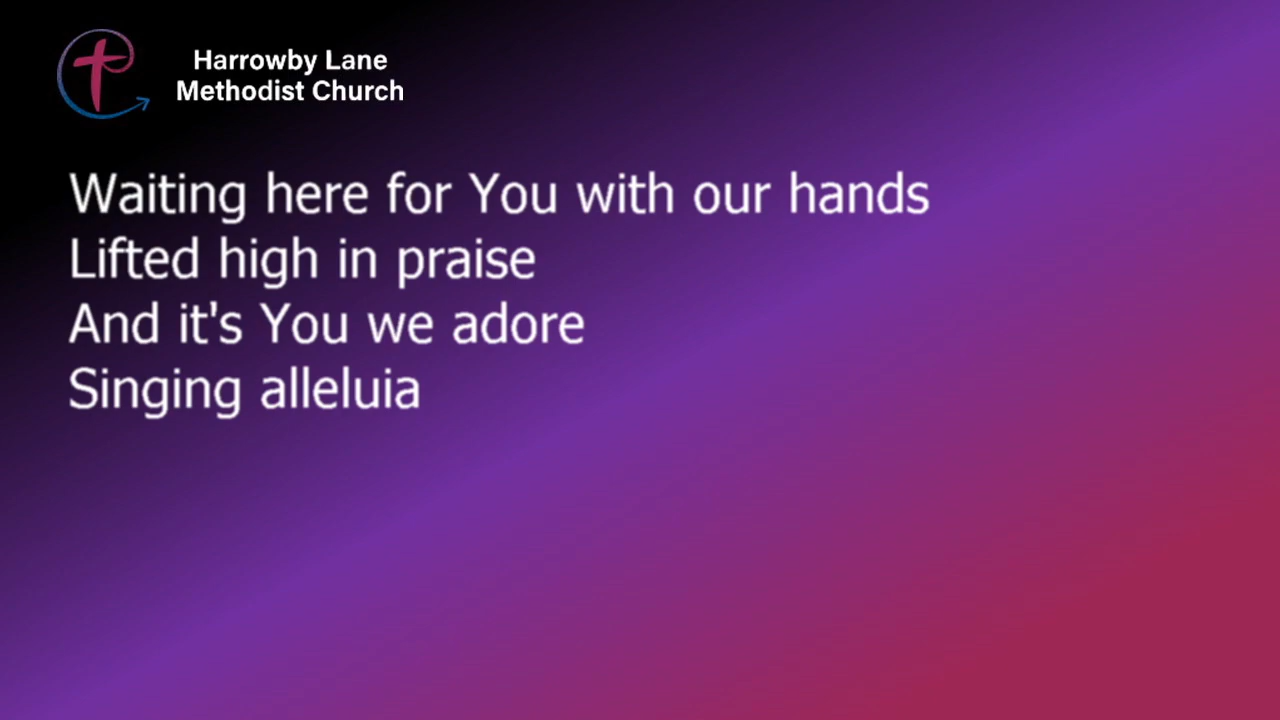 Harrowby Lane
Methodist Church
Waiting here for You with our hands
Lifted high in praise
And it's You we adore
Singing alleluia